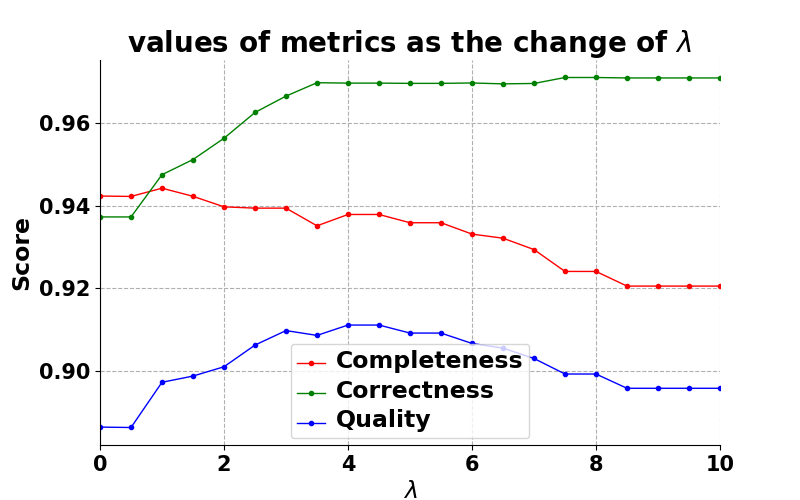 values of metrics as the change of λ
Score
0.96
0.94
0.92
0.90
Completeness
Correctness
Quality
0 2 4 6 8 10
λ